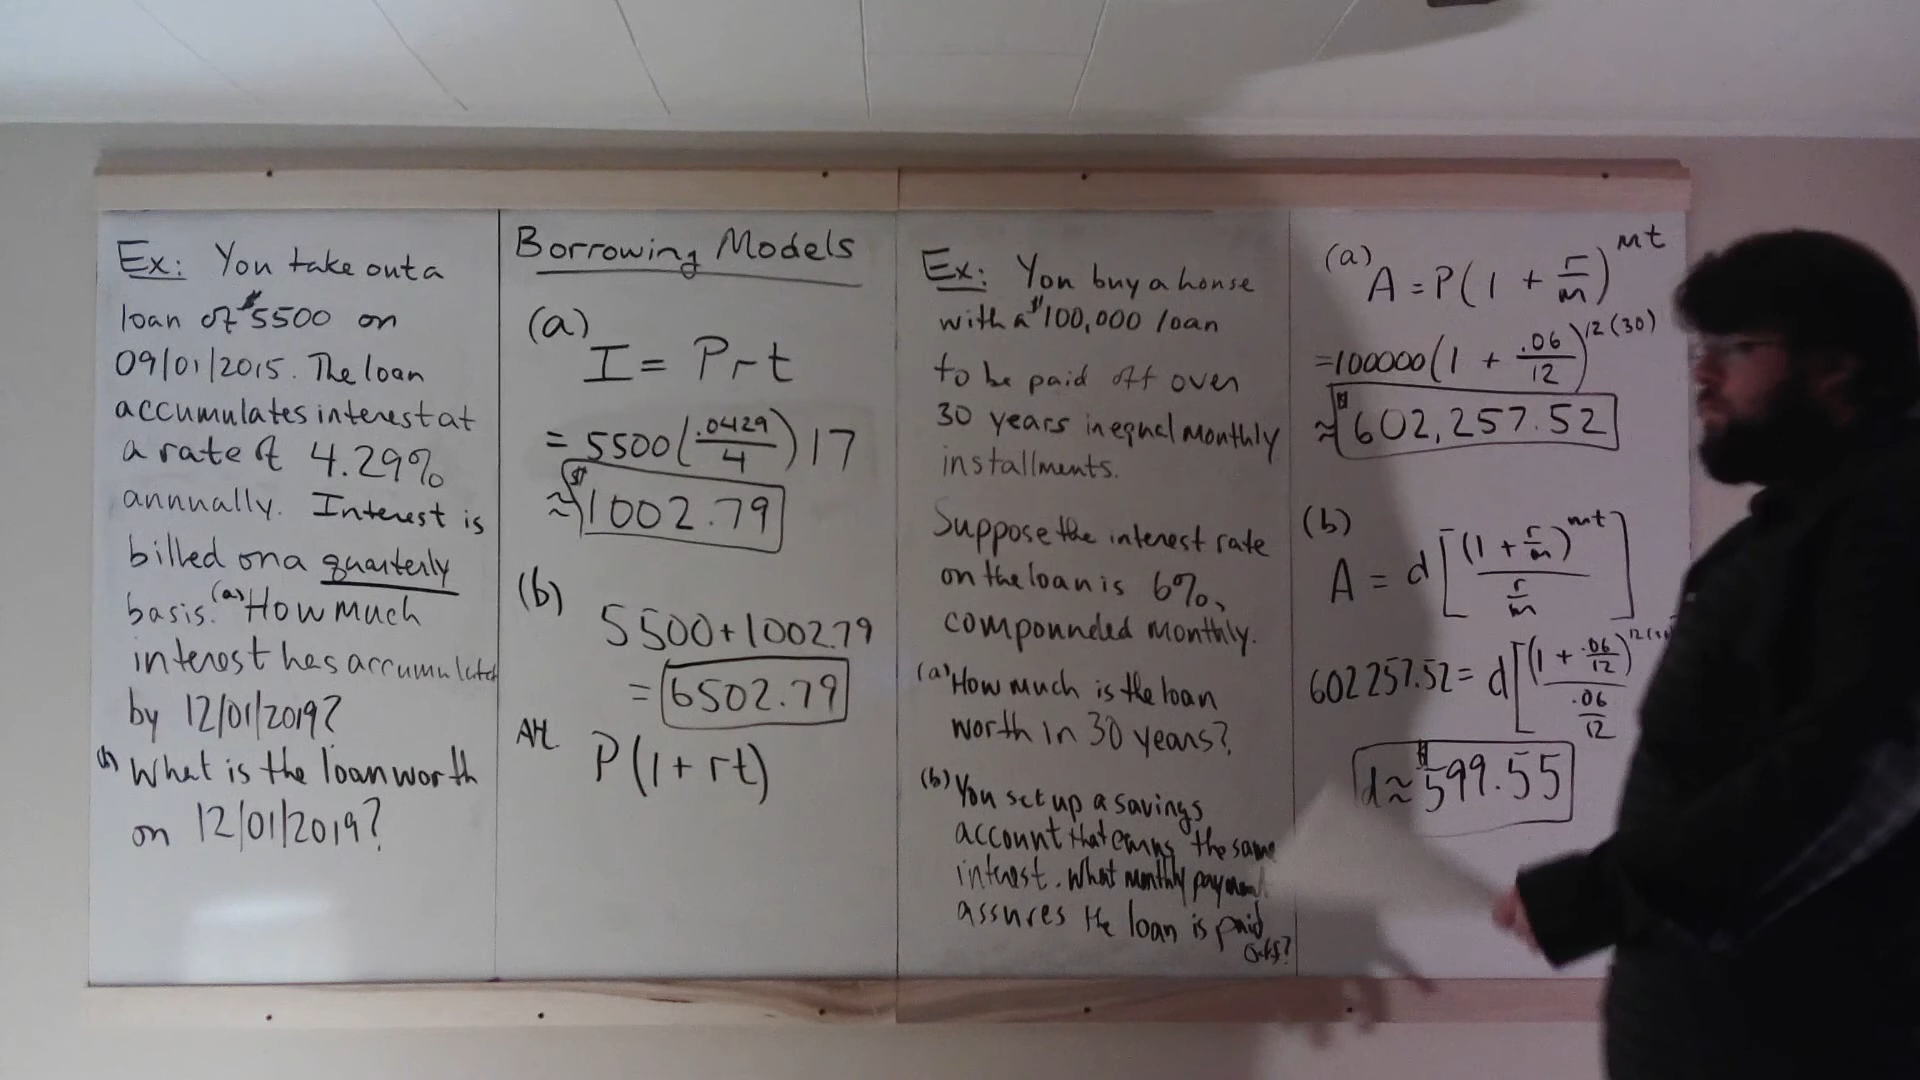 Ex: You take out a
loan of $5500 on
09/01/2015. The loan
accumulates interest at
a rate of 4.29%
annually. Interest is
billed on a quarterly
basis. (a) How much
interest has accumulated
by 12/01/2019?
(b) What is the loan worth
on 12/01/2019?
Borrowing Models
(a)
I = Prt
= 5500(.0429/4)17
≈ $1002.79
(b)
5500+1002.79
= 6502.79
Alt P(1+rt)
Ex: You buy a house
with a $100,000 loan
to be paid off over
30 years in equal monthly
installments.
Suppose the interest rate
on the loan is 6%,
compounded monthly.
(a) How much is the loan
worth in 30 years?
(b) You set up a savings
account that earns the same
interest. What monthly payment
assures the loan is paid
off?
(a) A = P(1 + r/m)^mt
=100000(1 + .06/12)^12(30)
≈ $602,257.52
(b)
A = d[(1 + r/m)^mt / (r/m)]
602257.52 = d[(1 + .06/12)^12( / (.06/12)
d ≈ $599.55